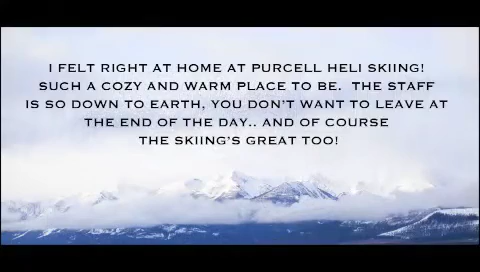 I FELT RIGHT AT HOME AT PURCELL HELI SKIING!
SUCH A COZY AND WARM PLACE TO BE. THE STAFF
IS SO DOWN TO EARTH, YOU DON'T WANT TO LEAVE AT
THE END OF THE DAY.. AND OF COURSE
THE SKIING'S GREAT TOO!